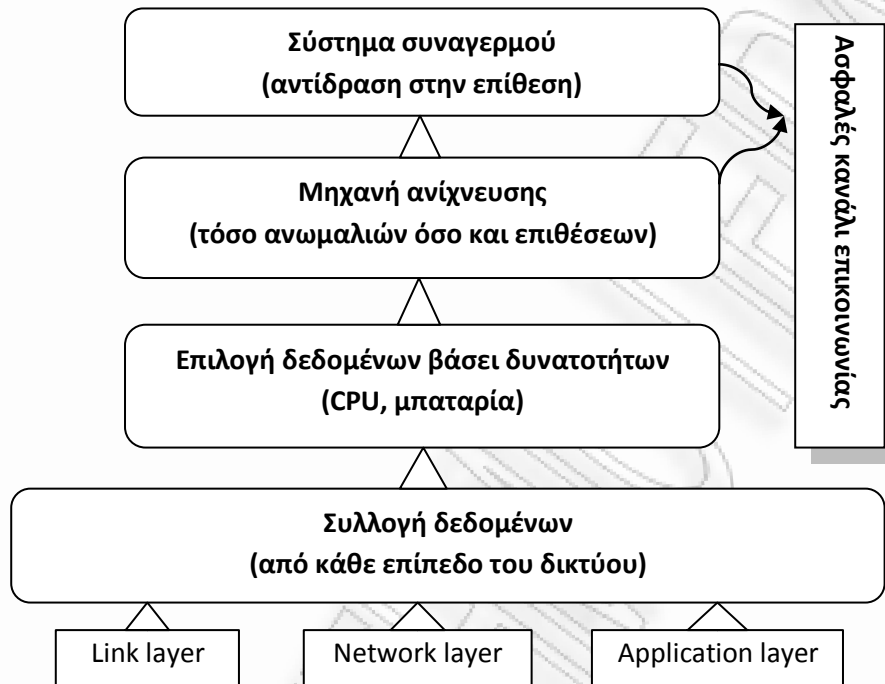 Σύστημα συναγερμού
(αντίδραση στην επίθεση)
Μηχανή ανίχνευσης
(τόσο ανωμαλιών όσο και επιθέσεων)
Επιλογή δεδομένων βάσει δυνατοτήτων
(CPU, μπαταρία)
Συλλογή δεδομένων
(από κάθε επίπεδο του δικτύου)
Link layer
Network layer
Application layer
Ασφαλές κανάλι επικοινωνίας